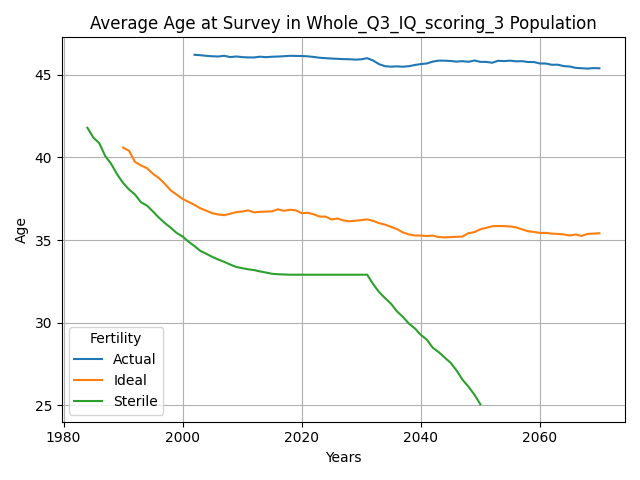 Average Age at Survey in Whole_Q3_IQ_scoring_3 Population
45
40
35
30
25
Age
Fertility
Actual
Ideal
Sterile
1980
2000
2020
2040
2060
Years